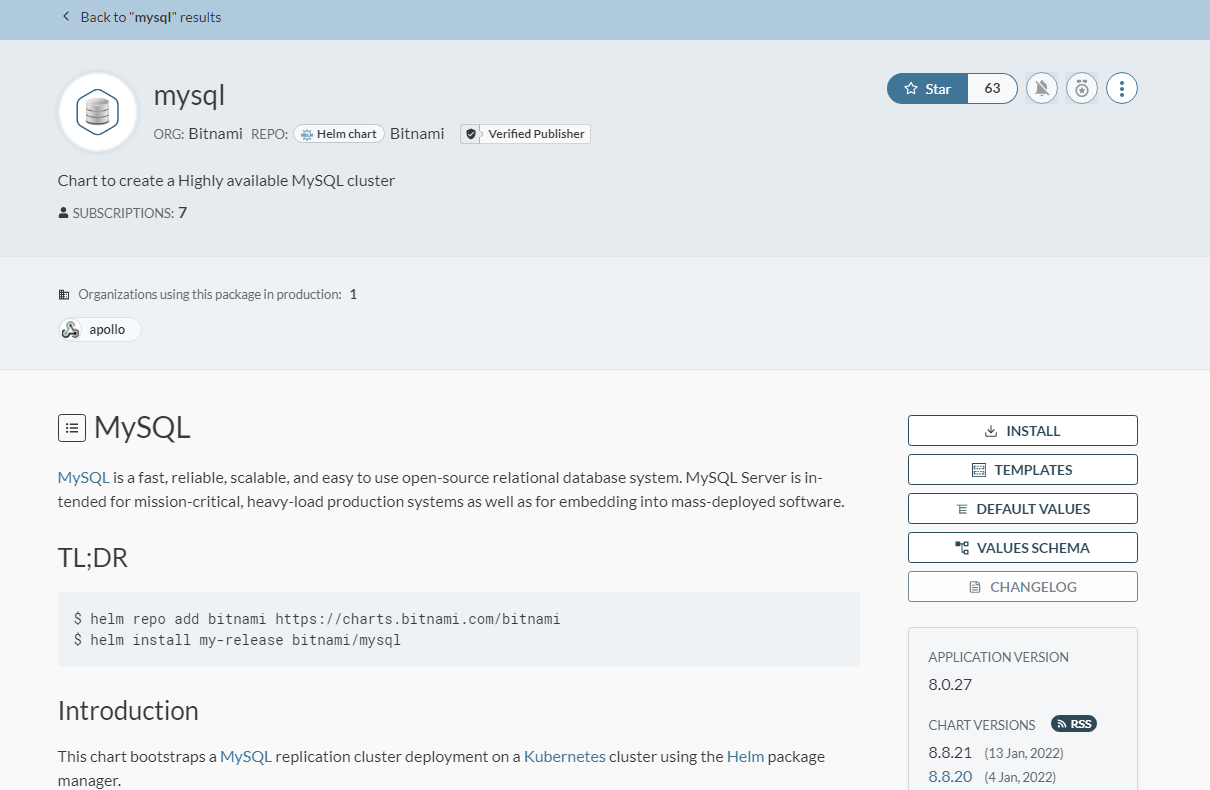 Back to "mysql" results
mysql
Star 63
ORG: Bitnami REPO: HELM Helm chart Bitnami Verified Publisher
Chart to create a Highly available MySQL cluster
SUBSCRIPTIONS: 7
Organizations using this package in production: 1
apollo
MySQL
MySQL is a fast, reliable, scalable, and easy to use open-source relational database system. MySQL Server is in-
tended for mission-critical, heavy-load production systems as well as for embedding into mass-deployed software.
TL;DR
$ helm repo add bitnami https://charts.bitnami.com/bitnami
$ helm install my-release bitnami/mysql
Introduction
This chart bootstraps a MySQL replication cluster deployment on a Kubernetes cluster using the Helm package
manager.
INSTALL
TEMPLATES
DEFAULT VALUES
VALUES SCHEMA
CHANGELOG
APPLICATION VERSION
8.0.27
CHART VERSIONS RSS
8.8.21 (13 Jan, 2022)
8.8.20 (4 Jan, 2022)